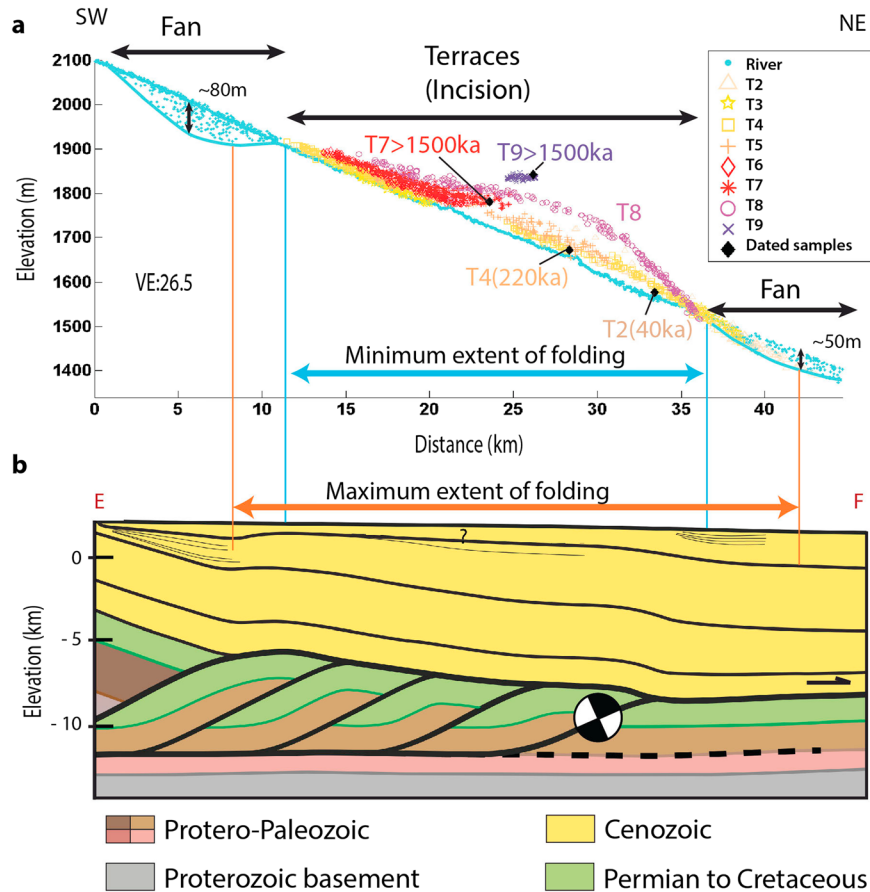 SW
NE
a
Fan
Terraces
(Incision)
2100
2000
1900
1800
1700
1600
1500
1400
Elevation (m)
~80m
T7>1500ka
T9>1500ka
T8
T4(220ka)
T2(40ka)
VE:26.5
River
T2
T3
T4
T5
T6
T7
T8
T9
Dated samples
Fan
~50m
Minimum extent of folding
0
5
10
15
20
25
30
35
40
Distance (km)
b
Maximum extent of folding
E
F
?
0
- 5
- 10
Elevation (km)
Protero-Paleozoic
Cenozoic
Proterozoic basement
Permian to Cretaceous